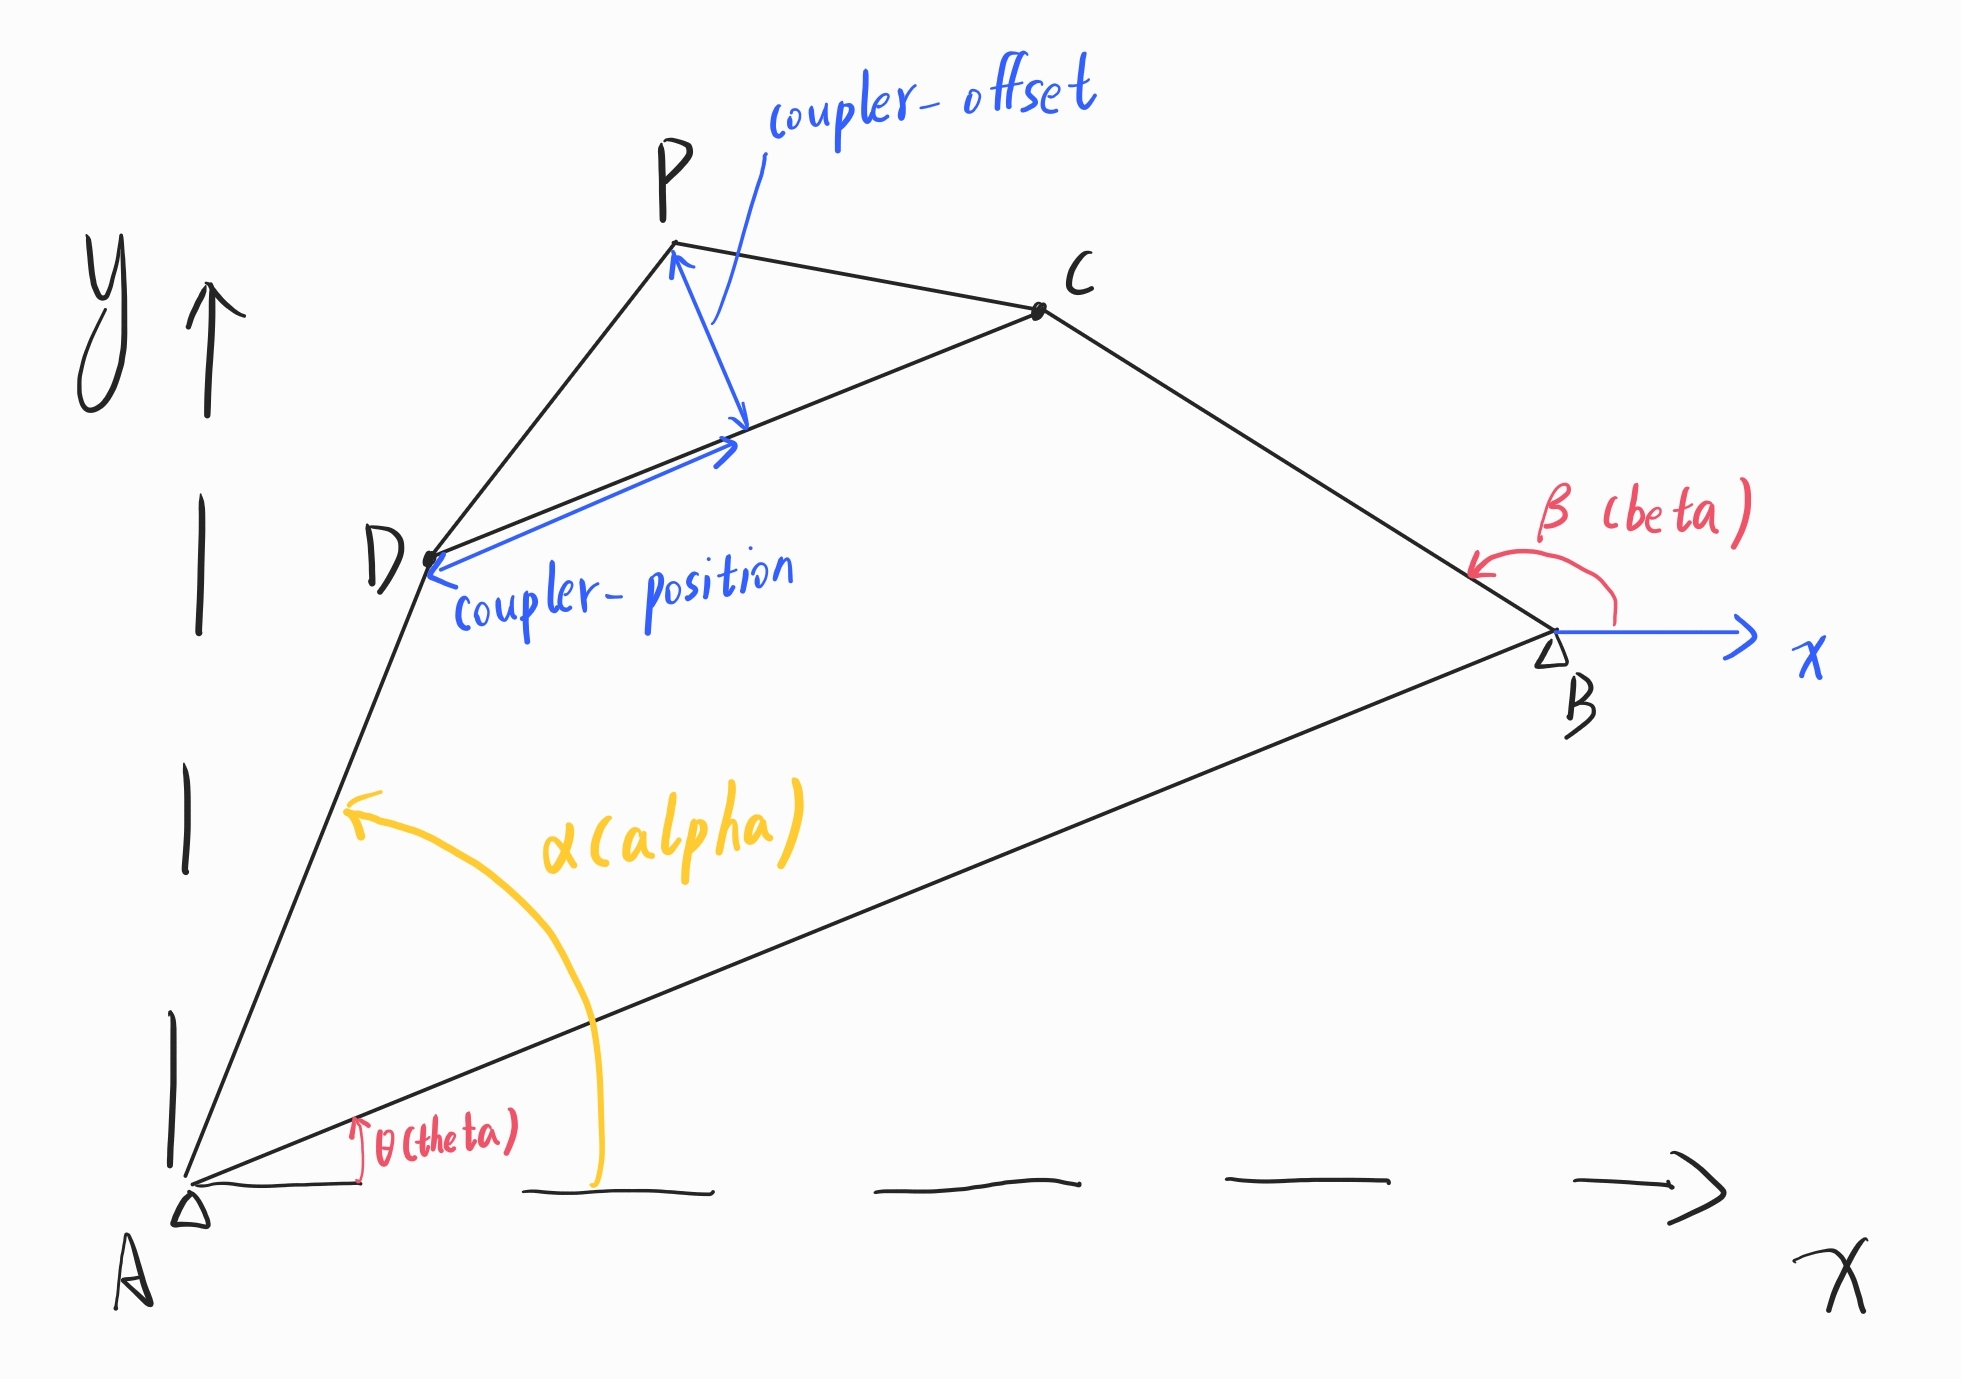 coupler-offset
P
C
y
β (beta)
D
coupler-position
x
B
α (alpha)
θ (theta)
A
x